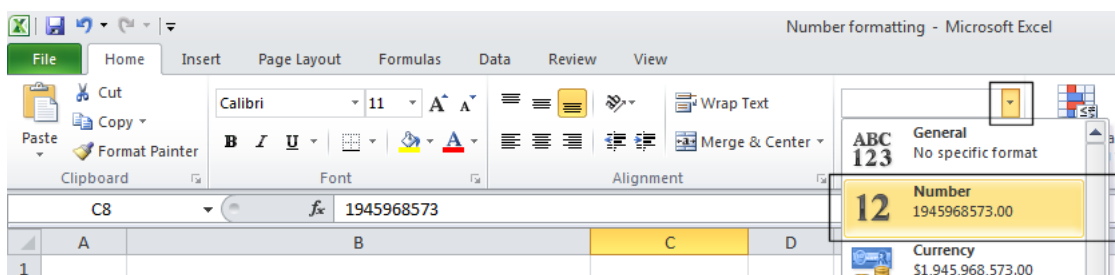 Number formatting - Microsoft Excel
File Home Insert Page Layout Formulas Data Review View
Paste
Cut
Copy
Format Painter
Clipboard
Calibri 11 A A
B I U A
Font
Wrap Text
Merge & Center
Alignment
ABC 123
General
No specific format
12
Number
1945968573.00
Currency
$1,945,968,573.00
C8 fx 1945968573
A B C D
1